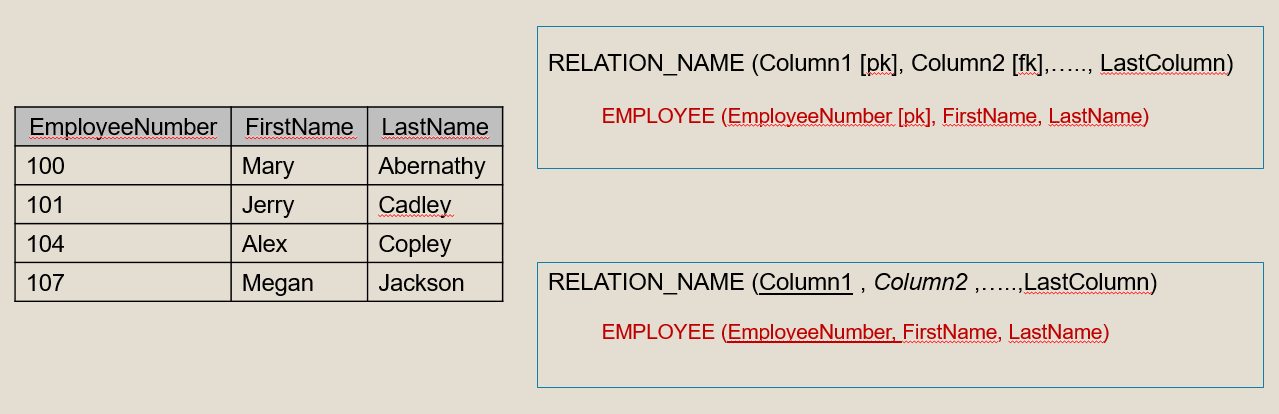 EmployeeNumber FirstName LastName
100 Mary Abernathy
101 Jerry Cadley
104 Alex Copley
107 Megan Jackson
RELATION_NAME (Column1 [pk], Column2 [fk],….., LastColumn)
EMPLOYEE (EmployeeNumber [pk], FirstName, LastName)
RELATION_NAME (Column1 , Column2 ,…..,LastColumn)
EMPLOYEE (EmployeeNumber, FirstName, LastName)